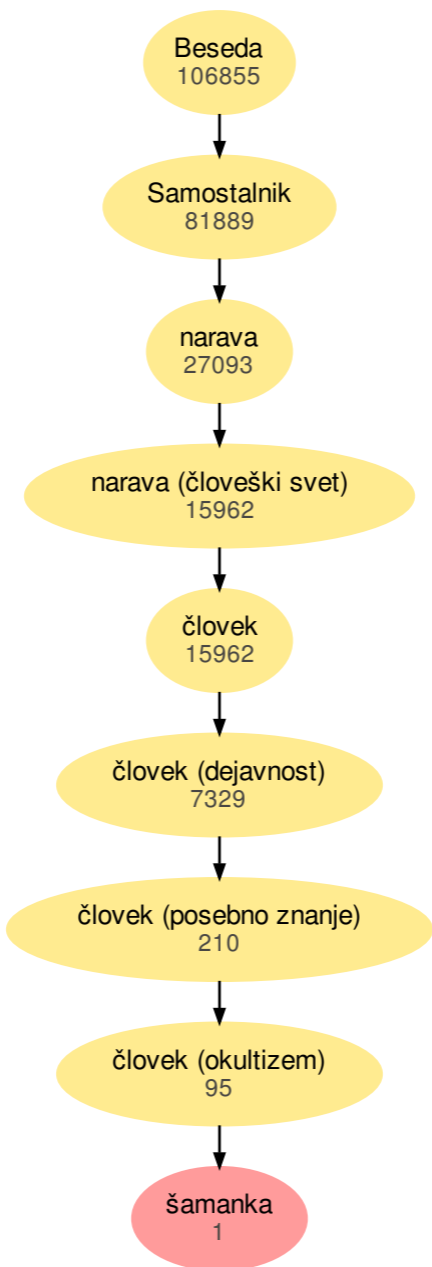 Beseda
106855
Samostalnik
81889
narava
27093
narava (človeški svet)
15962
človek
15962
človek (dejavnost)
7329
človek (posebno znanje)
210
človek (okultizem)
95
šamanka
1